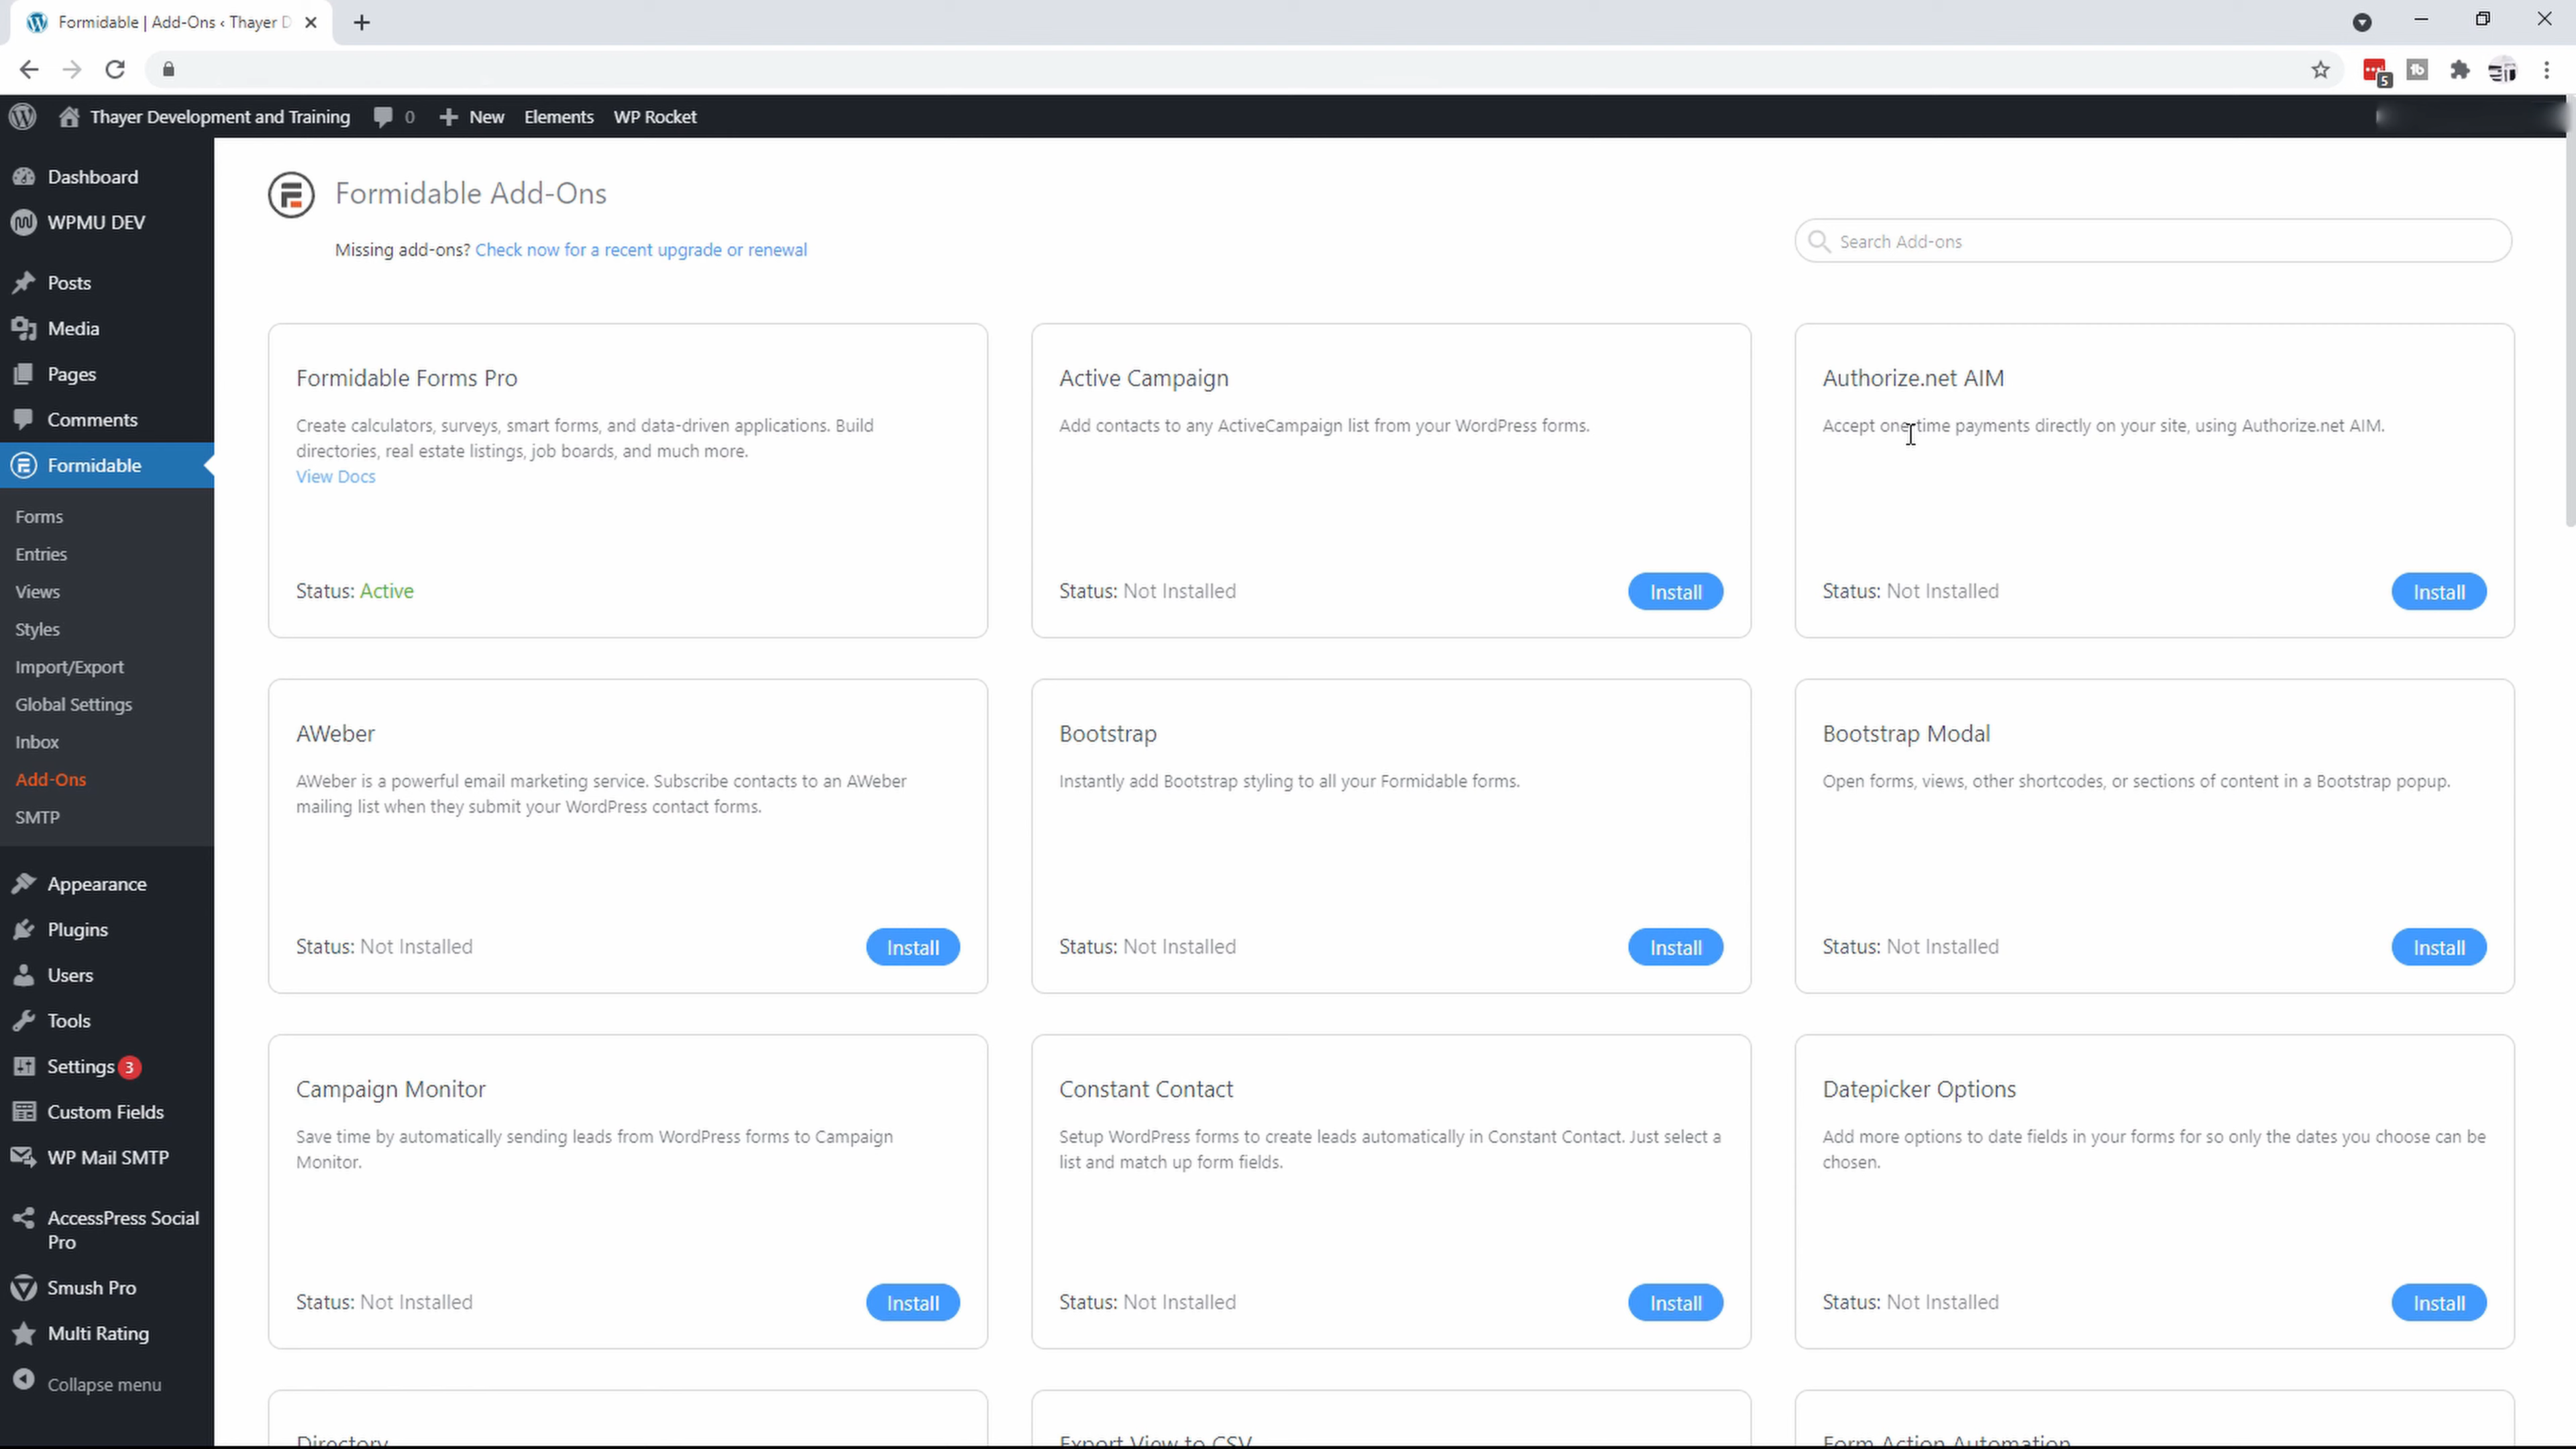 Formidable | Add-Ons ‹ Thayer D
5
Thayer Development and Training 0 New Elements WP Rocket
Dashboard
WPMU DEV
Posts
Media
Pages
Comments
Formidable
Forms
Entries
Views
Styles
Import/Export
Global Settings
Inbox
Add-Ons
SMTP
Appearance
Plugins
Users
Tools
Settings 3
Custom Fields
WP Mail SMTP
AccessPress Social
Pro
Smush Pro
Multi Rating
Collapse menu
Formidable Add-Ons
Missing add-ons? Check now for a recent upgrade or renewal
Search Add-ons
Formidable Forms Pro
Create calculators, surveys, smart forms, and data-driven applications. Build
directories, real estate listings, job boards, and much more.
View Docs
Status: Active
Active Campaign
Add contacts to any ActiveCampaign list from your WordPress forms.
Status: Not Installed
Install
Authorize.net AIM
Accept one-time payments directly on your site, using Authorize.net AIM.
Status: Not Installed
Install
AWeber
AWeber is a powerful email marketing service. Subscribe contacts to an AWeber
mailing list when they submit your WordPress contact forms.
Status: Not Installed
Install
Bootstrap
Instantly add Bootstrap styling to all your Formidable forms.
Status: Not Installed
Install
Bootstrap Modal
Open forms, views, other shortcodes, or sections of content in a Bootstrap popup.
Status: Not Installed
Install
Campaign Monitor
Save time by automatically sending leads from WordPress forms to Campaign
Monitor.
Status: Not Installed
Install
Constant Contact
Setup WordPress forms to create leads automatically in Constant Contact. Just select a
list and match up form fields.
Status: Not Installed
Install
Datepicker Options
Add more options to date fields in your forms for so only the dates you choose can be
chosen.
Status: Not Installed
Install
Directory
Export View to CSV
Form Action Automation